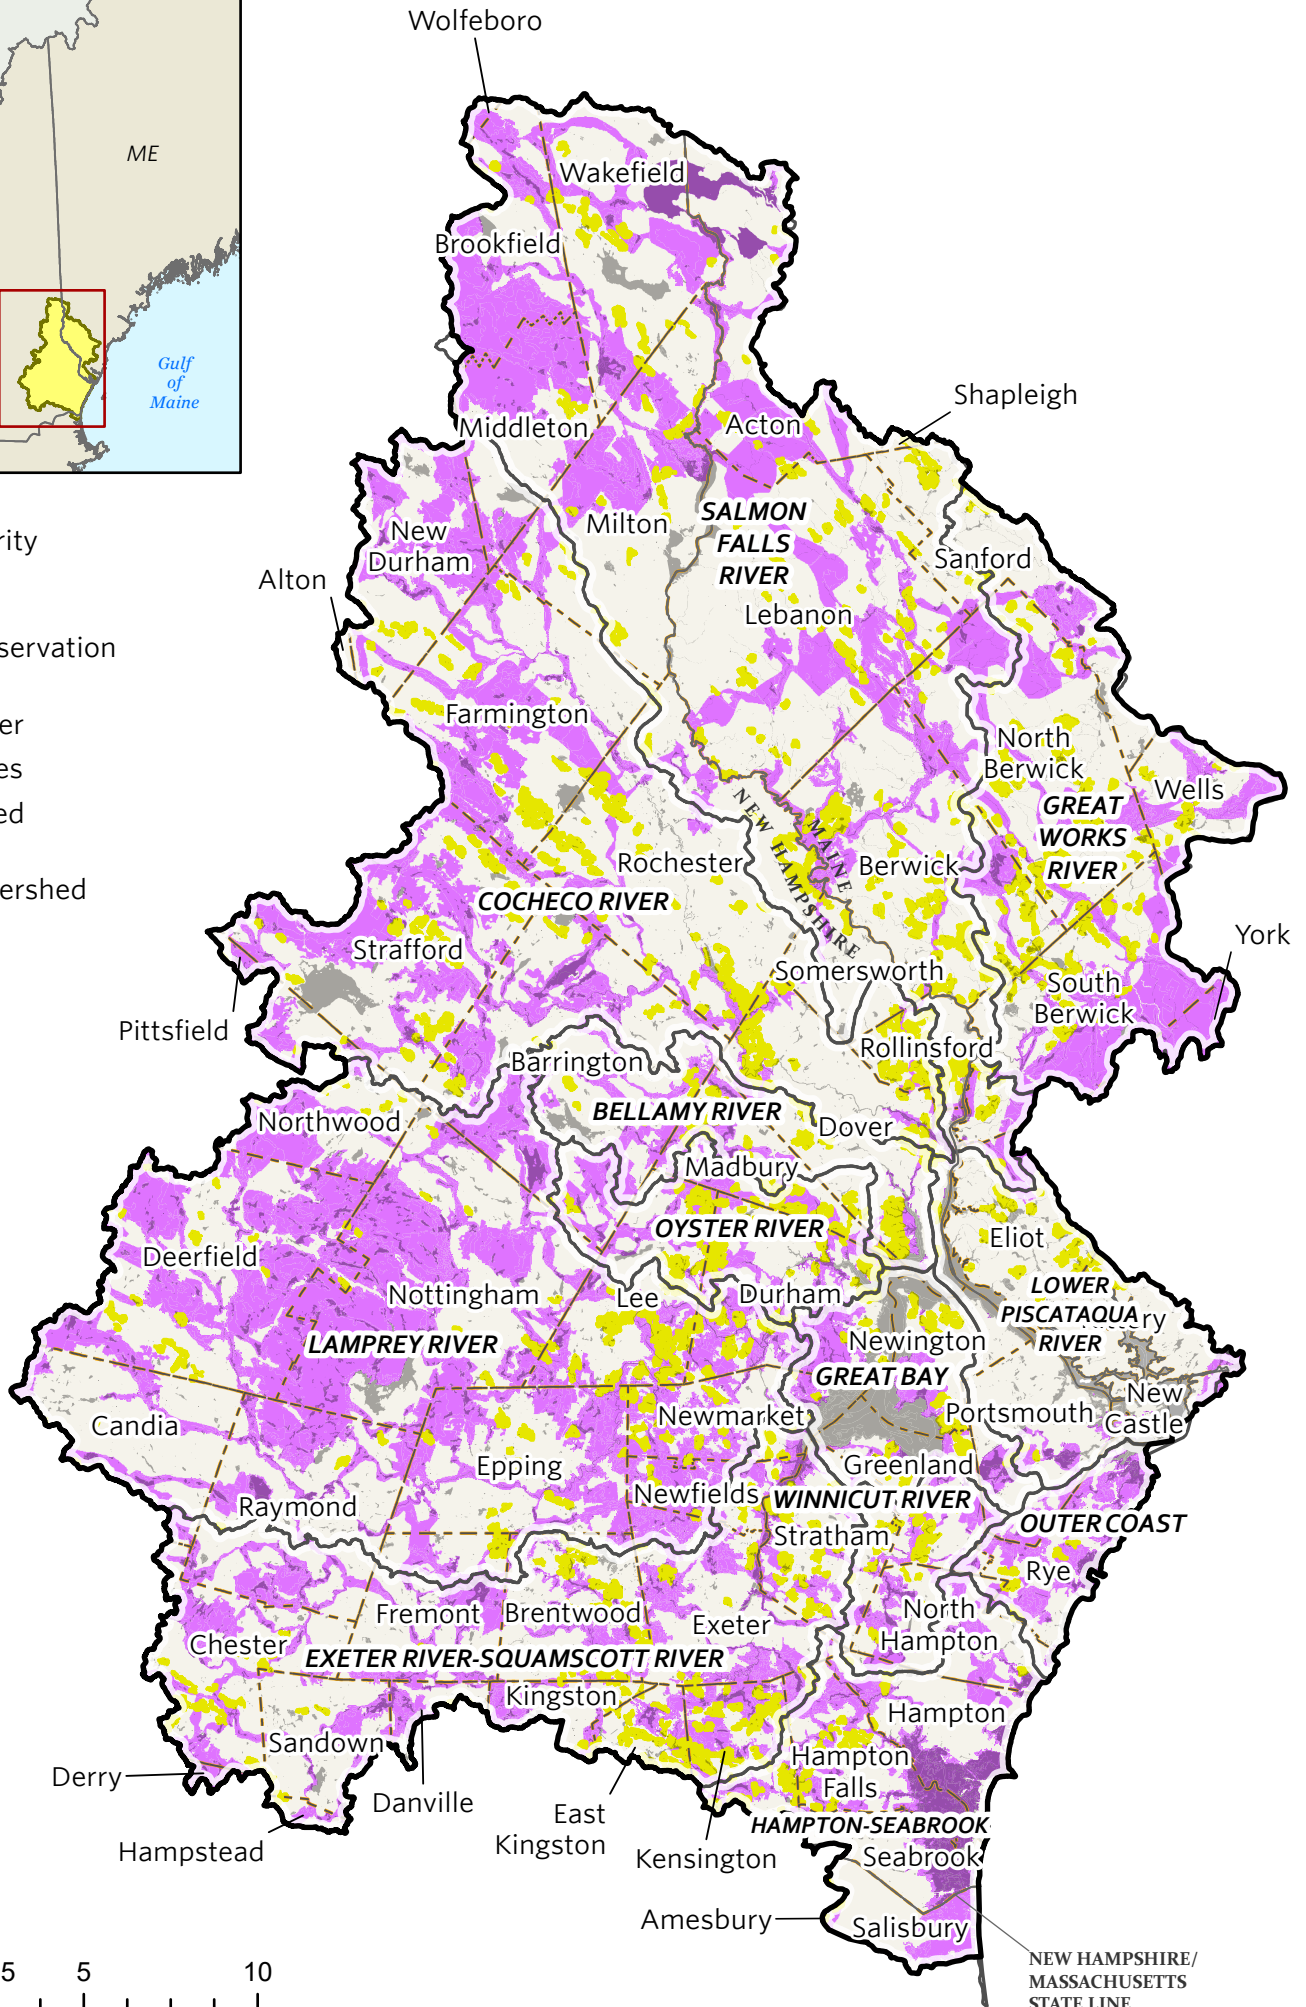 Wolfeboro
ME
Wakefield
Brookfield
Gulf
of
Maine
Shapleigh
Middleton
Acton
rity
Milton
SALMON
FALLS
RIVER
New
Durham
Sanford
Alton
Lebanon
servation
Farmington
er
North
Berwick
es
Wells
GREAT
WORKS
RIVER
ed
NEW HAMPSHIRE
MAINE
Rochester
Berwick
ershed
COCHECO RIVER
York
Strafford
Somersworth
South
Berwick
Pittsfield
Rollinsford
Barrington
BELLAMY RIVER
Northwood
Dover
Madbury
OYSTER RIVER
Eliot
Deerfield
Nottingham
Lee
Durham
LOWER
PISCATAQUA
RIVER
ry
LAMPREY RIVER
Newington
GREAT BAY
New
Castle
Candia
Newmarket
Portsmouth
Epping
Greenland
Newfields
WINNICUT RIVER
Raymond
OUTER COAST
Stratham
Rye
Fremont
Brentwood
Exeter
North
Hampton
Chester
EXETER RIVER-SQUAMSCOTT RIVER
Kingston
Hampton
Sandown
Hampton
Falls
Derry
Danville
East
Kingston
HAMPTON-SEABROOK
Hampstead
Kensington
Seabrook
Amesbury
Salisbury
NEW HAMPSHIRE/
MASSACHUSETTS
STATE LINE
5 5 10